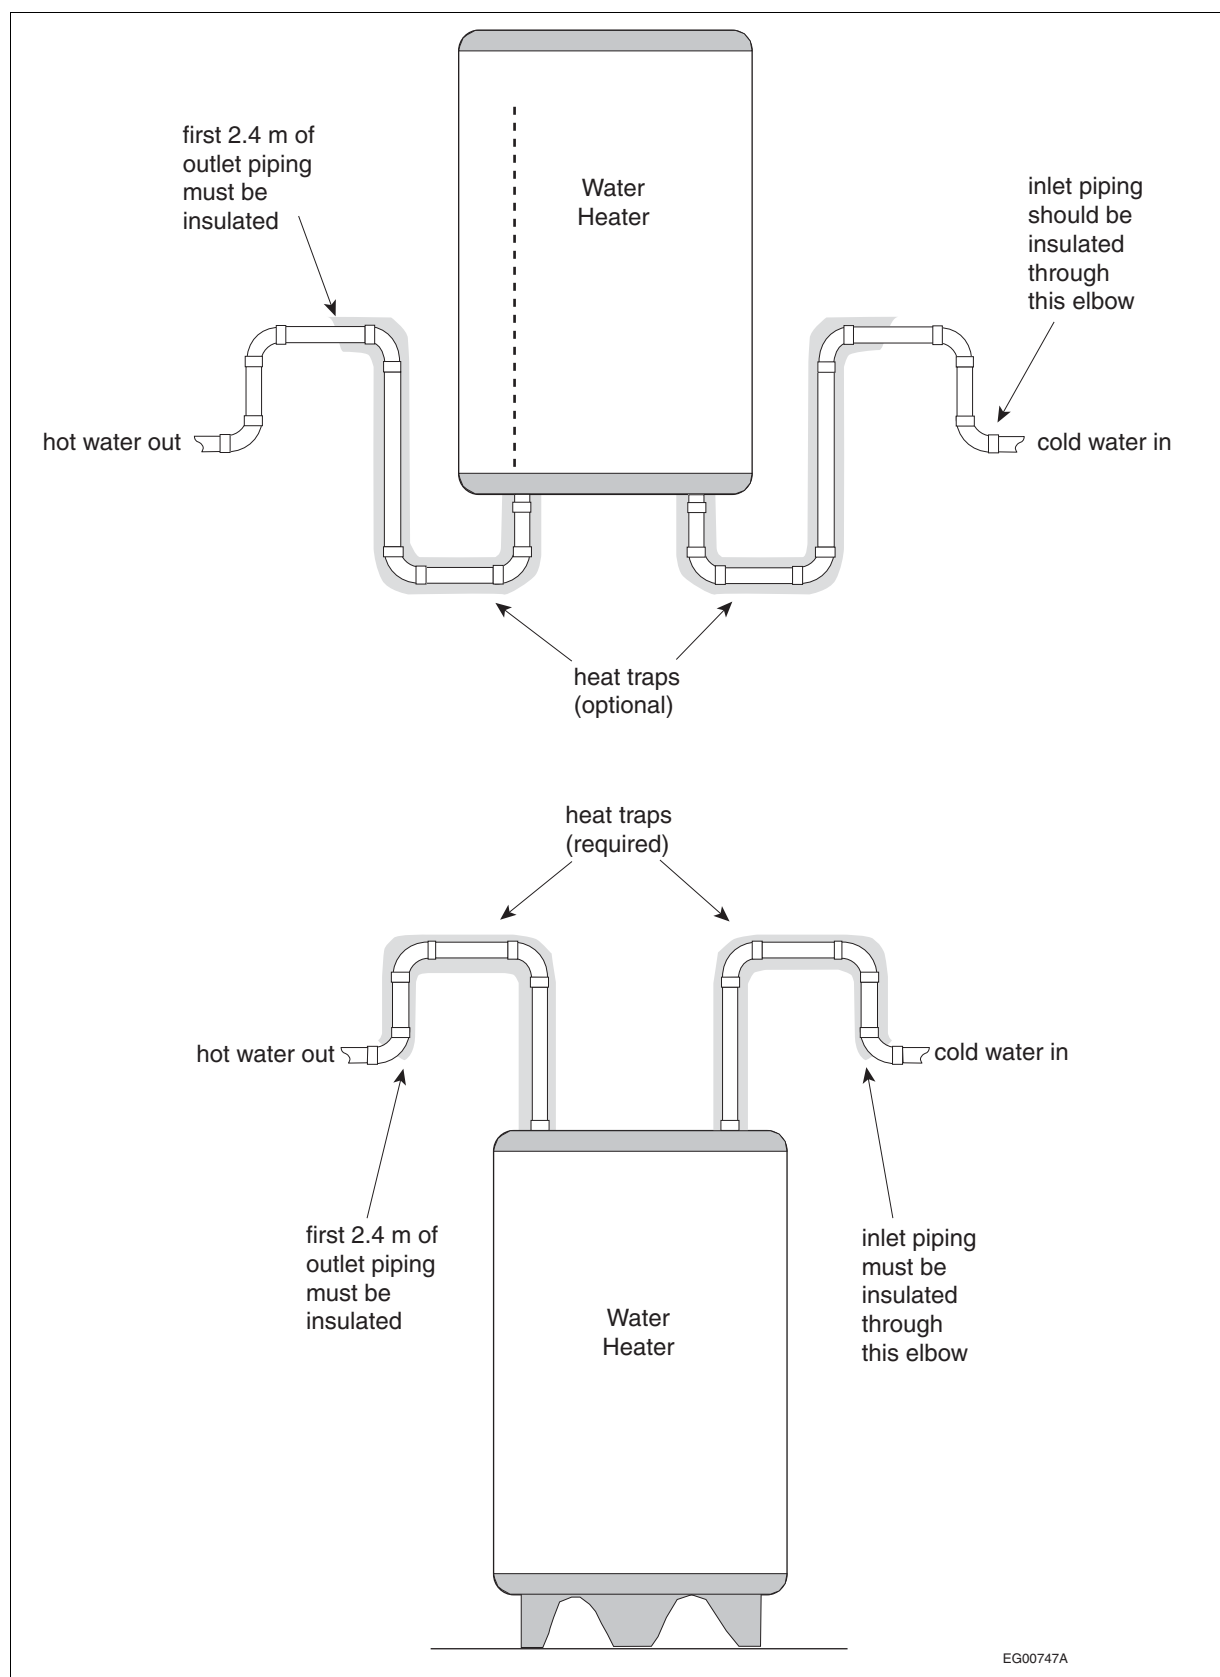 first 2.4 m of
outlet piping
must be
insulated
Water
Heater
inlet piping
should be
insulated
through
this elbow
hot water out
cold water in
heat traps
(optional)
heat traps
(required)
hot water out
cold water in
first 2.4 m of
outlet piping
must be
insulated
Water
Heater
inlet piping
must be
insulated
through
this elbow
EG00747A